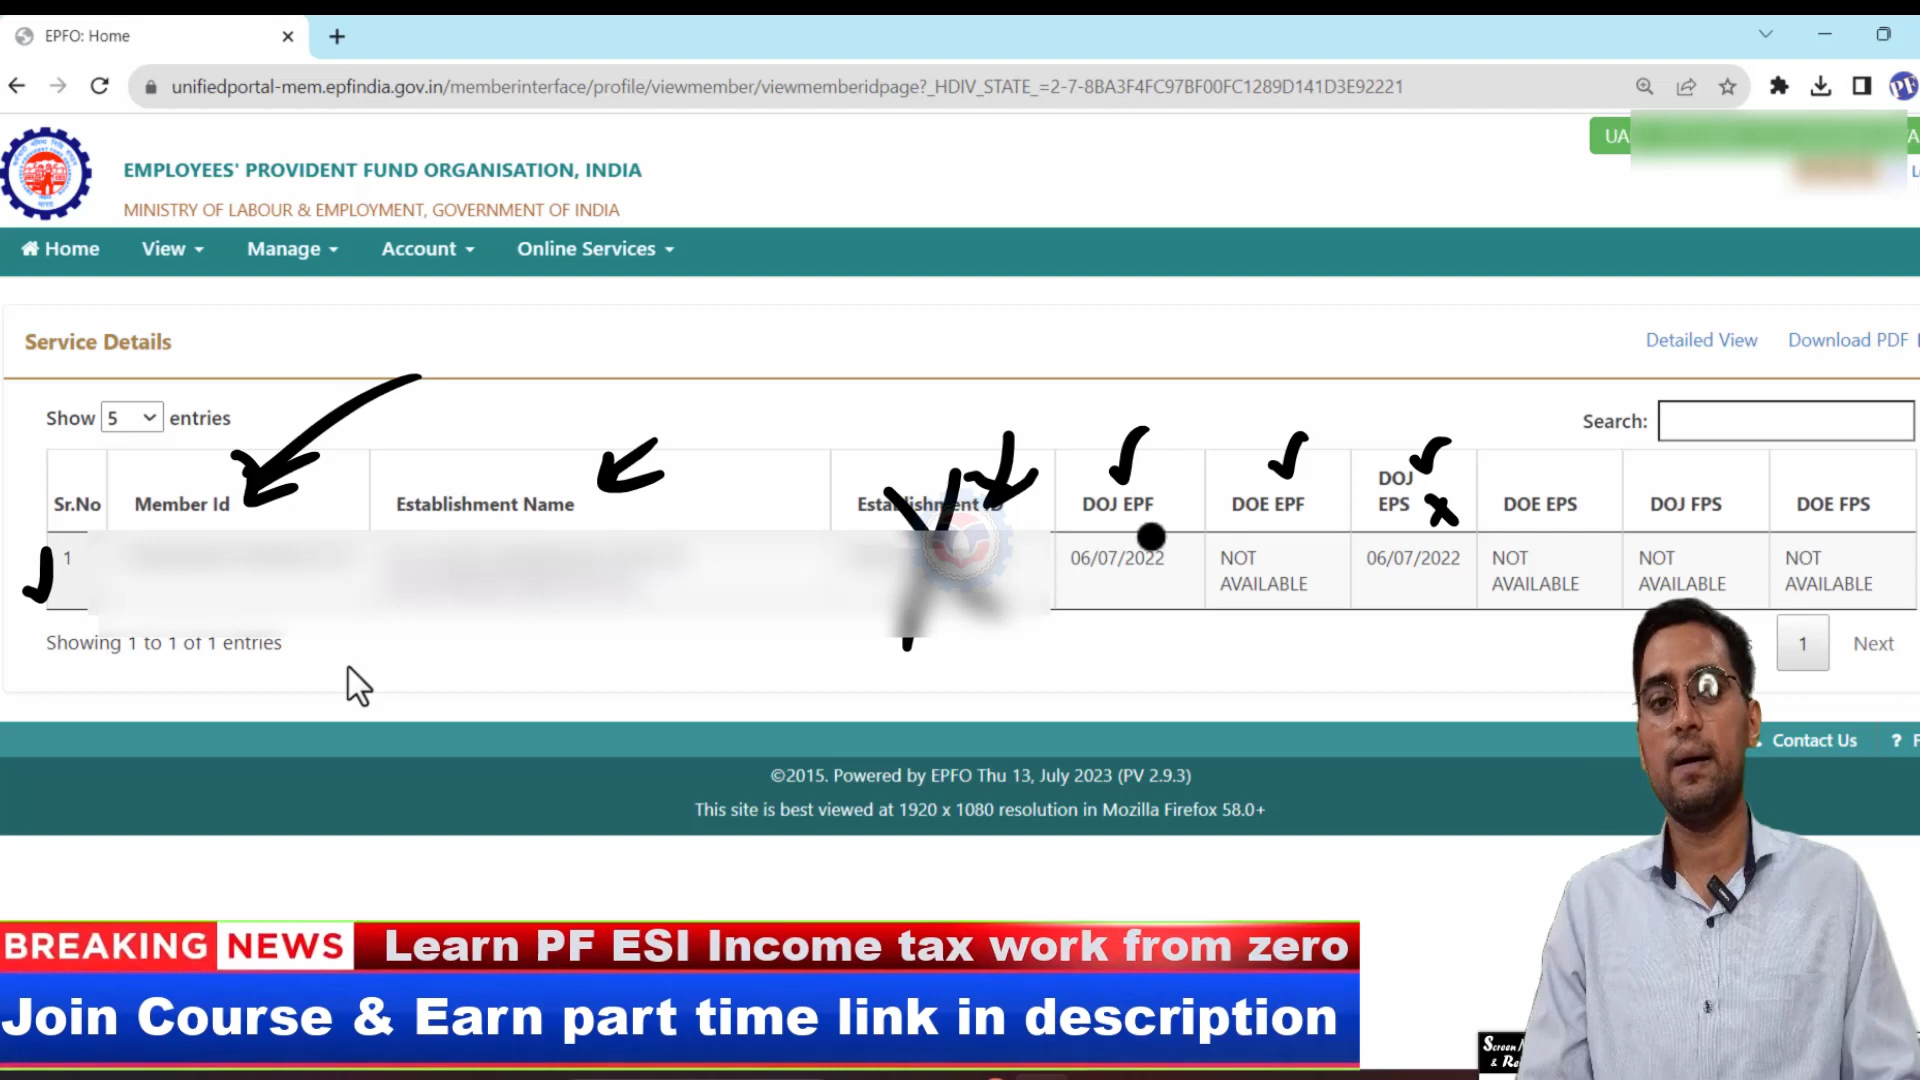 EPFO: Home
unifiedportal-mem.epfindia.gov.in/memberinterface/profile/viewmember/viewmemberidpage?_HDIV_STATE_=2-7-8BA3F4FC97BF00FC1289D141D3E92221
UA
EMPLOYEES' PROVIDENT FUND ORGANISATION, INDIA
MINISTRY OF LABOUR & EMPLOYMENT, GOVERNMENT OF INDIA
Home View Manage Account Online Services
Service Details
Detailed View Download PDF
Show 5 entries
Search:
Sr.No Member Id Establishment Name Establishment ID DOJ EPF DOE EPF DOJ EPS DOE EPS DOJ FPS DOE FPS
1 06/07/2022 NOT AVAILABLE 06/07/2022 NOT AVAILABLE NOT AVAILABLE NOT AVAILABLE
Showing 1 to 1 of 1 entries
1 Next
Contact Us ? F
©2015. Powered by EPFO Thu 13, July 2023 (PV 2.9.3)
This site is best viewed at 1920 x 1080 resolution in Mozilla Firefox 58.0+
BREAKING NEWS Learn PF ESI Income tax work from zero
Join Course & Earn part time link in description
Screen
& Re